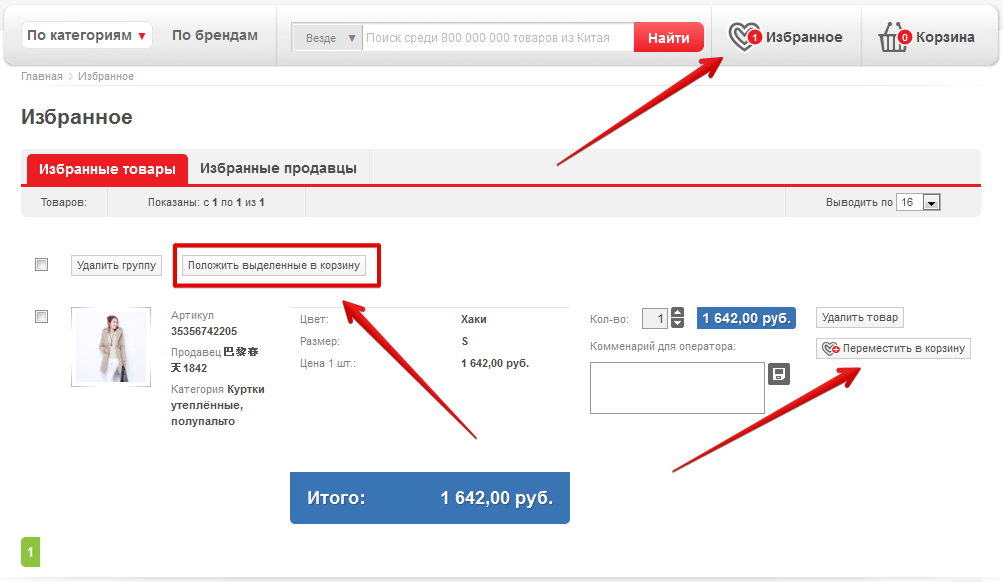 По категориям ▼ По брендам Везде ▼ Поиск среди 800 000 000 товаров из Китая Найти 1 Избранное 0 Корзина
Главная > Избранное
Избранное
Избранные товары Избранные продавцы
Товаров: Показаны: с 1 по 1 из 1 Выводить по 16
Удалить группу Положить выделенные в корзину
Артикул
35356742205
Продавец 巴黎春
天1842
Категория Куртки
утеплённые,
полупальто
Цвет: Хаки
Размер: S
Цена 1 шт.: 1 642,00 руб.
Кол-во: 1 1 642,00 руб.
Комменарий для оператора:
Удалить товар
Переместить в корзину
Итого: 1 642,00 руб.
1